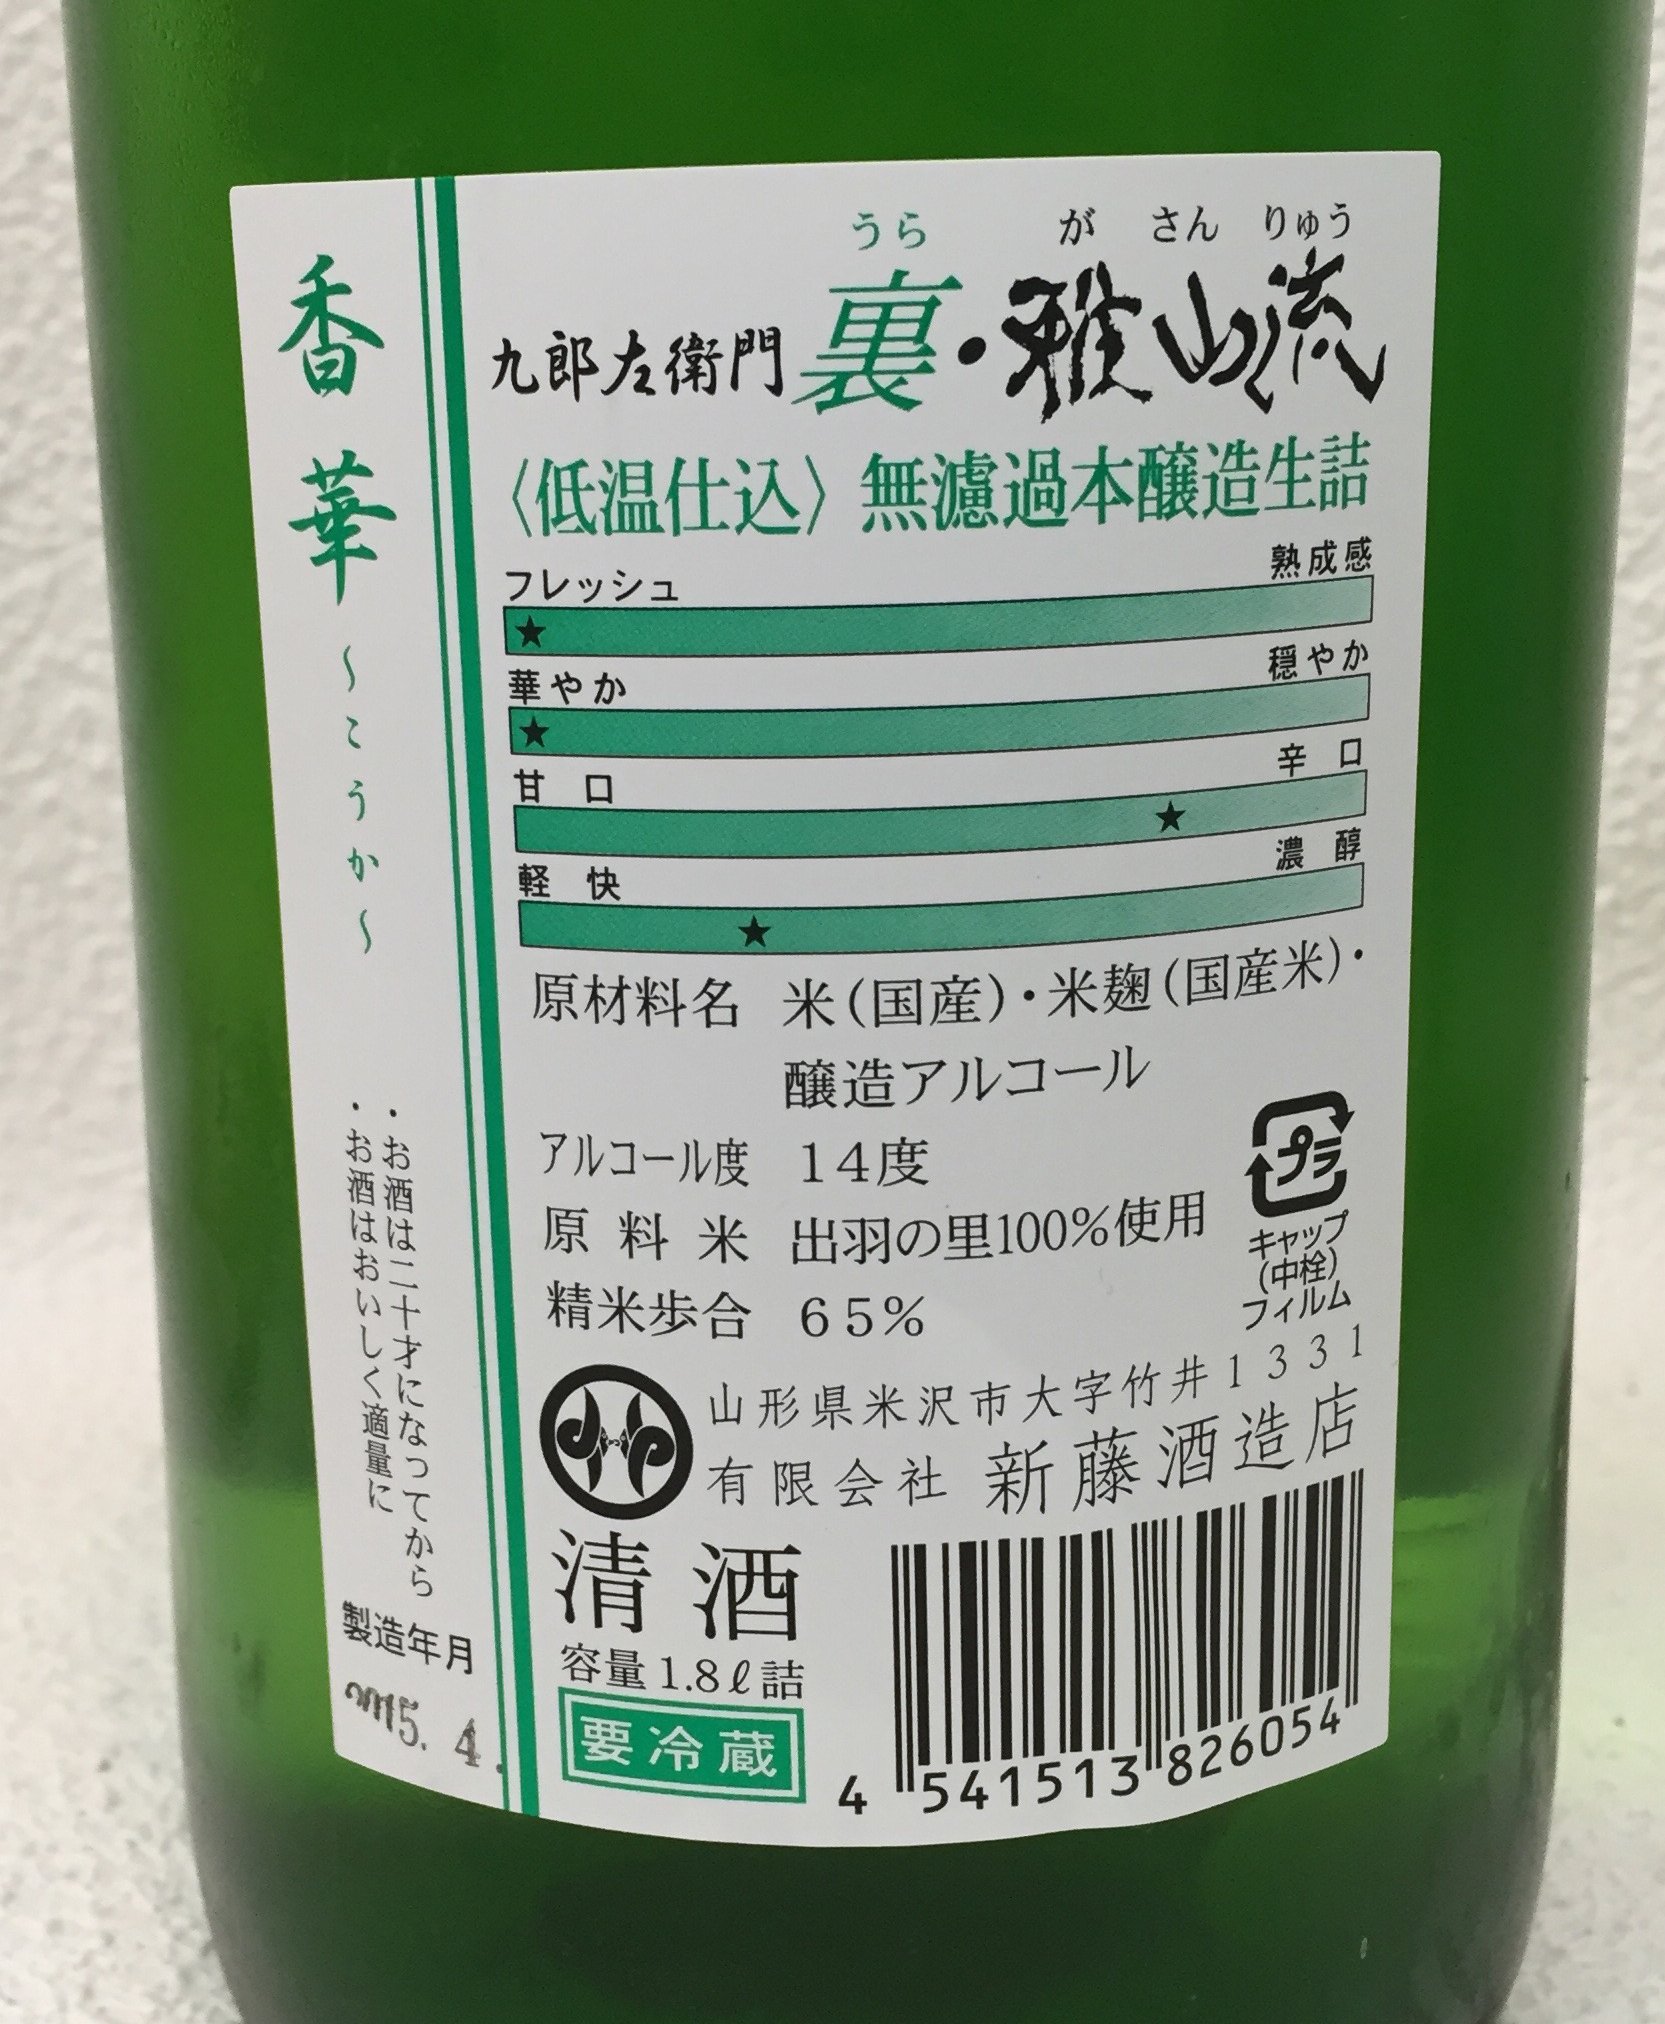 うら が さん りゅう
九郎左衛門 裏・雅山流
〈低温仕込〉無濾過本醸造生詰
フレッシュ 熟成感
★
華やか 穏やか
★
甘口 辛口
★
軽快 濃醇
★
原材料名 米(国産)・米麹(国産米)・
醸造アルコール
アルコール度 14度
原料米 出羽の里100%使用
精米歩合 65%
プラ
キャップ
(中栓)
フィルム
山形県米沢市大字竹井1331
有限会社 新藤酒造店
清酒
容量1.8ℓ詰
要冷蔵
4 541513 826054
香華
〜こうか〜
・お酒は二十才になってから
・お酒はおいしく適量に
製造年月
2015. 4.